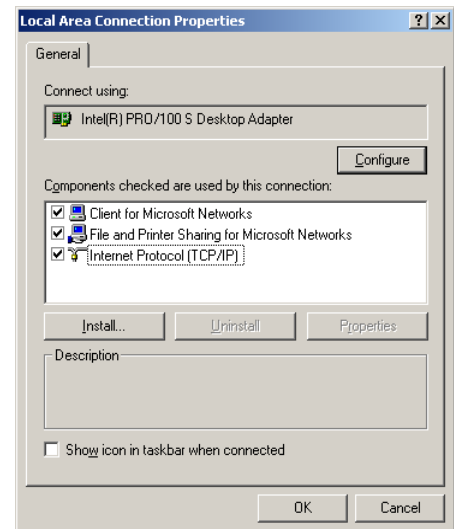 Local Area Connection Properties
General
Connect using:
Intel(R) PRO/100 S Desktop Adapter
Configure
Components checked are used by this connection:
Client for Microsoft Networks
File and Printer Sharing for Microsoft Networks
Internet Protocol (TCP/IP)
Install... Uninstall Properties
Description
Show icon in taskbar when connected
OK Cancel